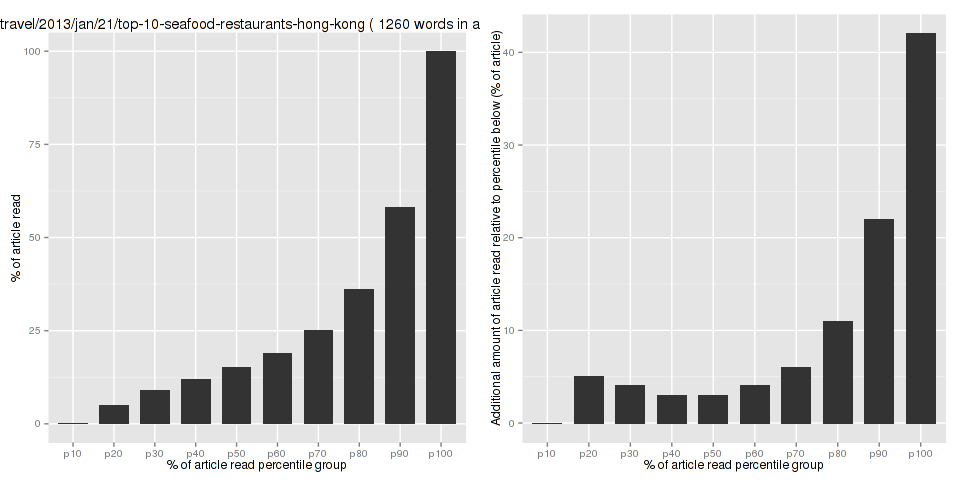 travel/2013/jan/21/top-10-seafood-restaurants-hong-kong ( 1260 words in a
% of article read
100
75
50
25
0
p10 p20 p30 p40 p50 p60 p70 p80 p90 p100
% of article read percentile group
Additional amount of article read relative to percentile below (% of article)
40
30
20
10
0
p10 p20 p30 p40 p50 p60 p70 p80 p90 p100
% of article read percentile group